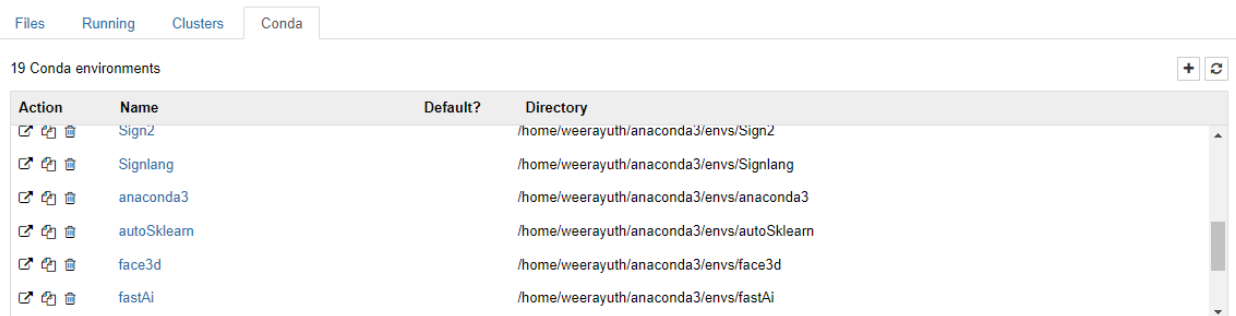 Files Running Clusters Conda
19 Conda environments
Action Name Default? Directory
Sign2 /home/weerayuth/anaconda3/envs/Sign2
Signlang /home/weerayuth/anaconda3/envs/Signlang
anaconda3 /home/weerayuth/anaconda3/envs/anaconda3
autoSklearn /home/weerayuth/anaconda3/envs/autoSklearn
face3d /home/weerayuth/anaconda3/envs/face3d
fastAi /home/weerayuth/anaconda3/envs/fastAi